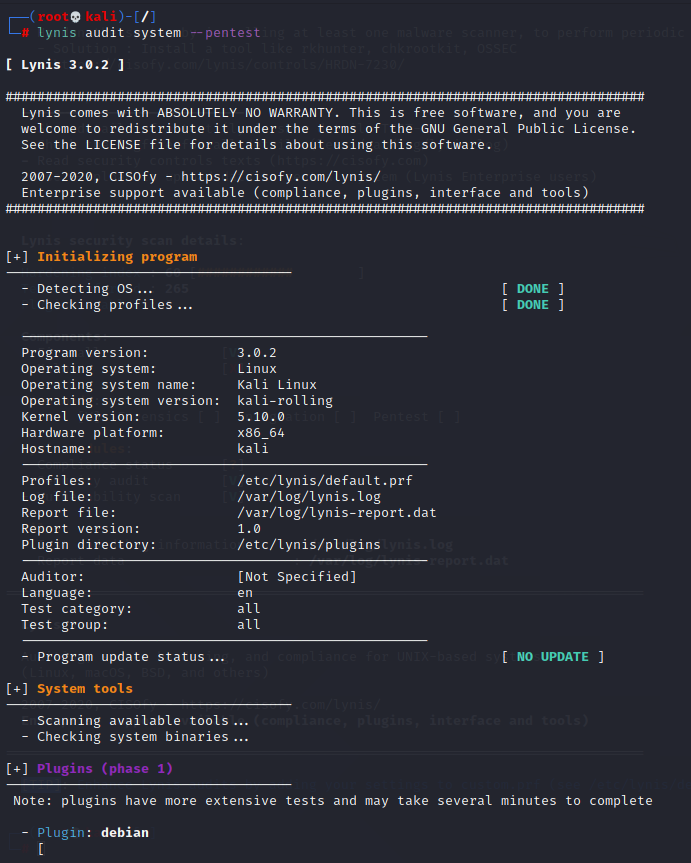 ┌──(root💀kali)-[/]
└─# lynis audit system --pentest
[ Lynis 3.0.2 ]
################################################################################
Lynis comes with ABSOLUTELY NO WARRANTY. This is free software, and you are
welcome to redistribute it under the terms of the GNU General Public License.
See the LICENSE file for details about using this software.
2007-2020, CISOfy - https://cisofy.com/lynis/
Enterprise support available (compliance, plugins, interface and tools)
################################################################################
[+] Initializing program
------------------------------------
- Detecting OS... [ DONE ]
- Checking profiles... [ DONE ]
---------------------------------------------------
Program version: 3.0.2
Operating system: Linux
Operating system name: Kali Linux
Operating system version: kali-rolling
Kernel version: 5.10.0
Hardware platform: x86_64
Hostname: kali
---------------------------------------------------
Profiles: /etc/lynis/default.prf
Log file: /var/log/lynis.log
Report file: /var/log/lynis-report.dat
Report version: 1.0
Plugin directory: /etc/lynis/plugins
---------------------------------------------------
Auditor: [Not Specified]
Language: en
Test category: all
Test group: all
---------------------------------------------------
- Program update status... [ NO UPDATE ]
[+] System tools
------------------------------------
- Scanning available tools...
- Checking system binaries...
[+] Plugins (phase 1)
------------------------------------
Note: plugins have more extensive tests and may take several minutes to complete
- Plugin: debian
[